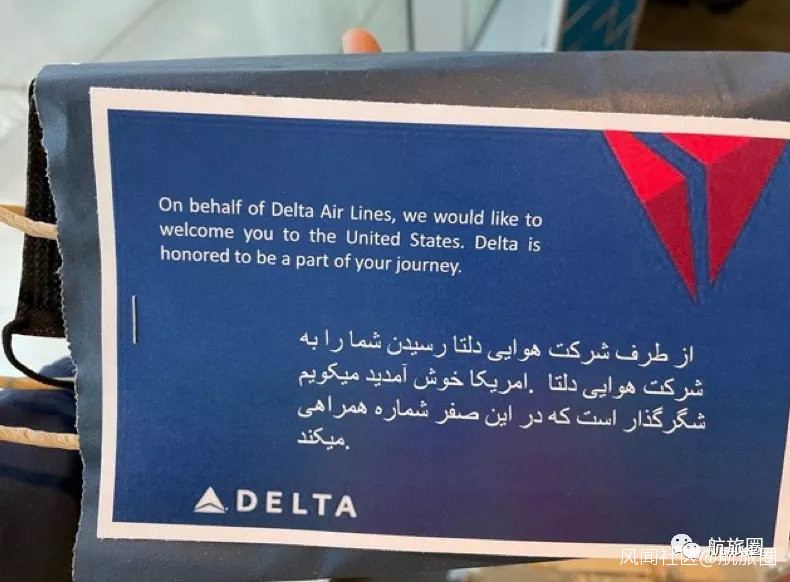 On behalf of Delta Air Lines, we would like to
welcome you to the United States. Delta is
honored to be a part of your journey.
از طرف شرکت هوایی دلتا رسیدن شما را به
شرکت هوایی دلتا .امریکا خوش آمدید میکویم
شگرگذار است که در این صفر شماره همراهی
.میکند
DELTA
航旅圈
风闻社区@航旅圈